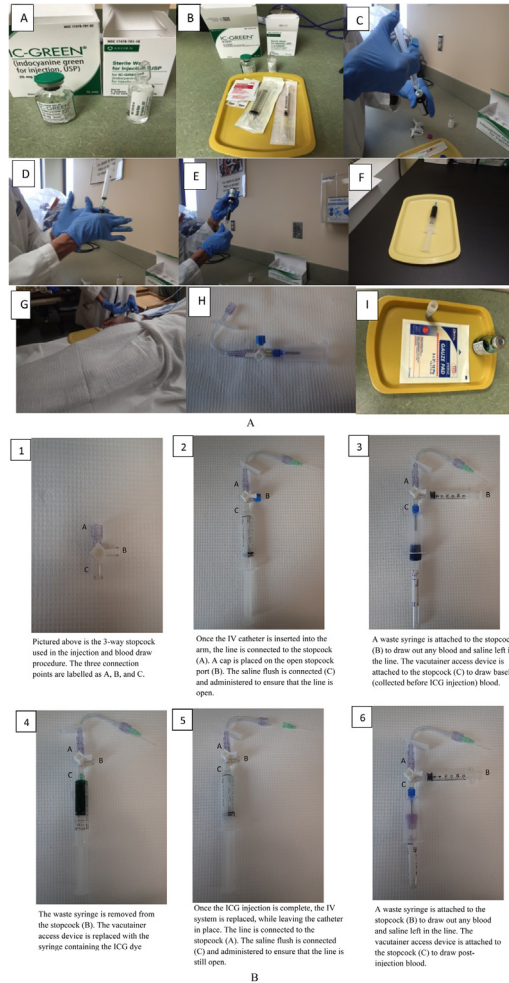 A
B
C
IC-GREEN®
(indocyanine green
for injection, USP)
Sterile Water
for Injection, USP
IC-GREEN
D
E
F
G
H
I
GAUZE PAD
A
1
A
B
C
Pictured above is the 3-way stopcock
used in the injection and blood draw
procedure. The three connection
points are labelled as A, B, and C.
2
A
B
C
Once the IV catheter is inserted into the
arm, the line is connected to the stopcock
(A). A cap is placed on the open stopcock
port (B). The saline flush is connected (C)
and administered to ensure that the line is
open.
3
A
B
C
A waste syringe is attached to the stopcoc
(B) to draw out any blood and saline left i
the line. The vacutainer access device is
attached to the stopcock (C) to draw basel
(collected before ICG injection) blood.
4
A
B
C
The waste syringe is removed from
the stopcock (B). The vacutainer
access device is replaced with the
syringe containing the ICG dye
5
A
B
C
Once the ICG injection is complete, the IV
system is replaced, while leaving the catheter
in place. The line is connected to the
stopcock (A). The saline flush is connected
(C) and administered to ensure that the line is
still open.
6
A
B
C
A waste syringe is attached to the
stopcock (B) to draw out any blood
and saline left in the line. The
vacutainer access device is attached to
the stopcock (C) to draw post-
injection blood.
B